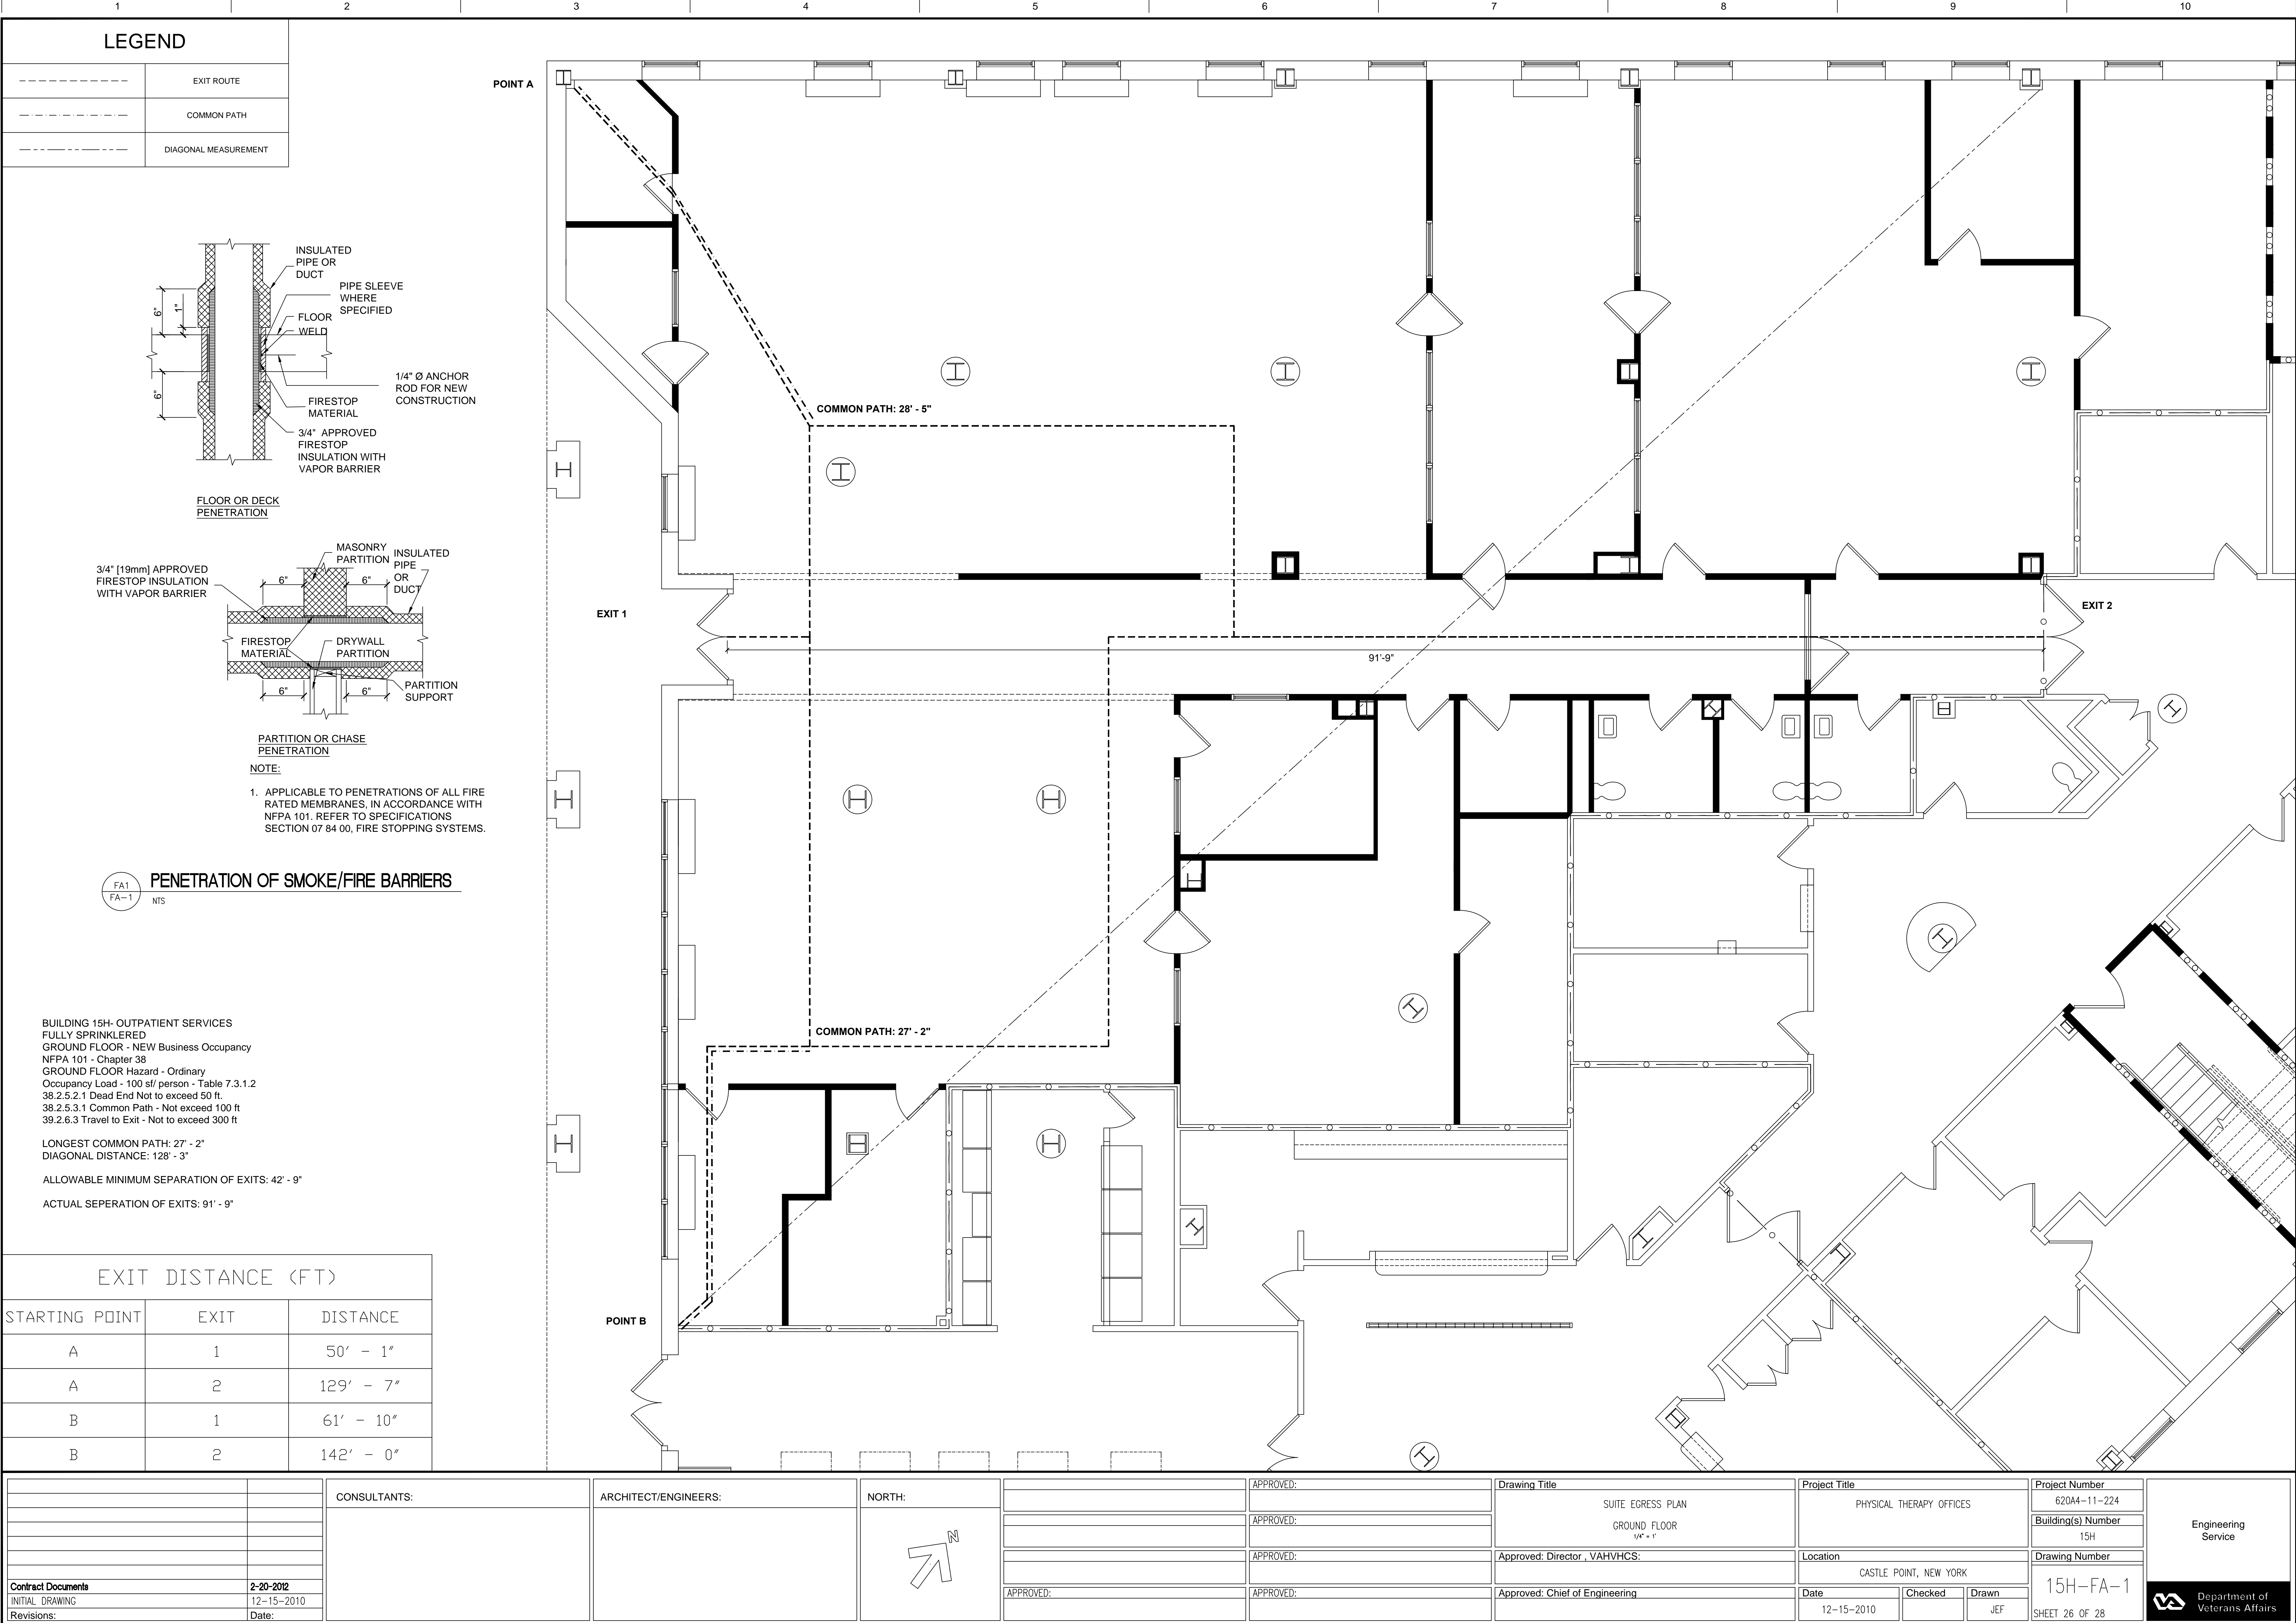 1 2 3 4 5 6 7 8 9 10
LEGEND
EXIT ROUTE
COMMON PATH
DIAGONAL MEASUREMENT
INSULATED
PIPE OR
DUCT
PIPE SLEEVE
WHERE
SPECIFIED
FLOOR
WELD
6"
1"
6"
1/4" Ø ANCHOR
ROD FOR NEW
CONSTRUCTION
FIRESTOP
MATERIAL
3/4" APPROVED
FIRESTOP
INSULATION WITH
VAPOR BARRIER
FLOOR OR DECK
PENETRATION
MASONRY
PARTITION
INSULATED
PIPE
OR
DUCT
3/4" [19mm] APPROVED
FIRESTOP INSULATION
WITH VAPOR BARRIER
6"
6"
FIRESTOP
MATERIAL
DRYWALL
PARTITION
6"
6"
PARTITION
SUPPORT
PARTITION OR CHASE
PENETRATION
NOTE:
1. APPLICABLE TO PENETRATIONS OF ALL FIRE
RATED MEMBRANES, IN ACCORDANCE WITH
NFPA 101. REFER TO SPECIFICATIONS
SECTION 07 84 00, FIRE STOPPING SYSTEMS.
FA1
FA-1
PENETRATION OF SMOKE/FIRE BARRIERS
NTS
BUILDING 15H- OUTPATIENT SERVICES
FULLY SPRINKLERED
GROUND FLOOR - NEW Business Occupancy
NFPA 101 - Chapter 38
GROUND FLOOR Hazard - Ordinary
Occupancy Load - 100 sf/ person - Table 7.3.1.2
38.2.5.2.1 Dead End Not to exceed 50 ft.
38.2.5.3.1 Common Path - Not exceed 100 ft
39.2.6.3 Travel to Exit - Not to exceed 300 ft
LONGEST COMMON PATH: 27' - 2"
DIAGONAL DISTANCE: 128' - 3"
ALLOWABLE MINIMUM SEPARATION OF EXITS: 42' - 9"
ACTUAL SEPERATION OF EXITS: 91' - 9"
EXIT DISTANCE (FT)
STARTING POINT EXIT DISTANCE
A 1 50' - 1"
A 2 129' - 7"
B 1 61' - 10"
B 2 142' - 0"
POINT A
COMMON PATH: 28' - 5"
EXIT 1
EXIT 2
91'-9"
COMMON PATH: 27' - 2"
POINT B
Contract Documents 2-20-2012
INITIAL DRAWING 12-15-2010
Revisions: Date:
CONSULTANTS:
ARCHITECT/ENGINEERS:
NORTH:
N
APPROVED:
APPROVED:
APPROVED:
APPROVED:
APPROVED:
Drawing Title
SUITE EGRESS PLAN
GROUND FLOOR
1/4" = 1'
Approved: Director , VAHVHCS:
Approved: Chief of Engineering
Project Title
PHYSICAL THERAPY OFFICES
Location
CASTLE POINT, NEW YORK
Date
12-15-2010
Checked
Drawn
JEF
Project Number
620A4-11-224
Building(s) Number
15H
Drawing Number
15H-FA-1
SHEET 26 OF 28
Engineering
Service
Department of
Veterans Affairs